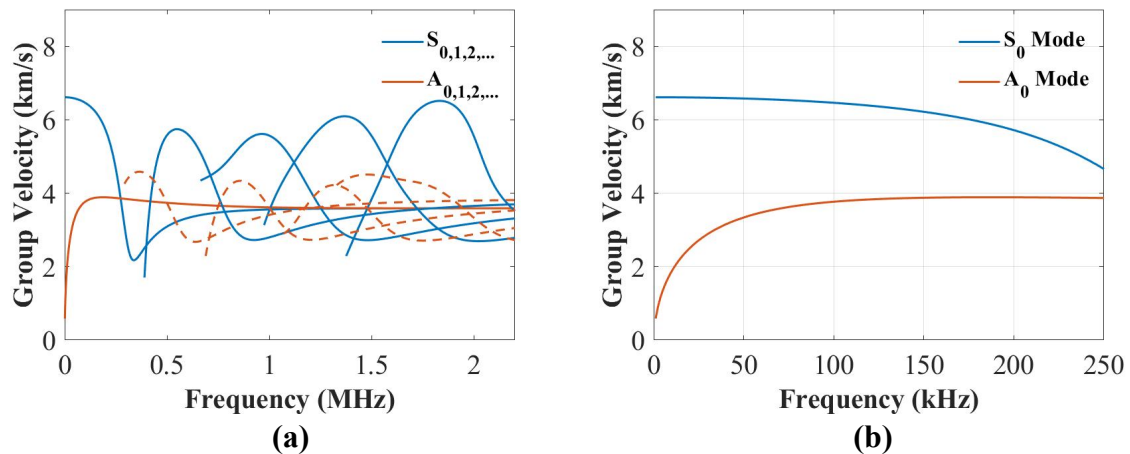 Group Velocity (km/s)
8
6
4
2
0
S0,1,2,...
A0,1,2,...
0 0.5 1 1.5 2
Frequency (MHz)
(a)
Group Velocity (km/s)
8
6
4
2
0
S0 Mode
A0 Mode
0 50 100 150 200 250
Frequency (kHz)
(b)